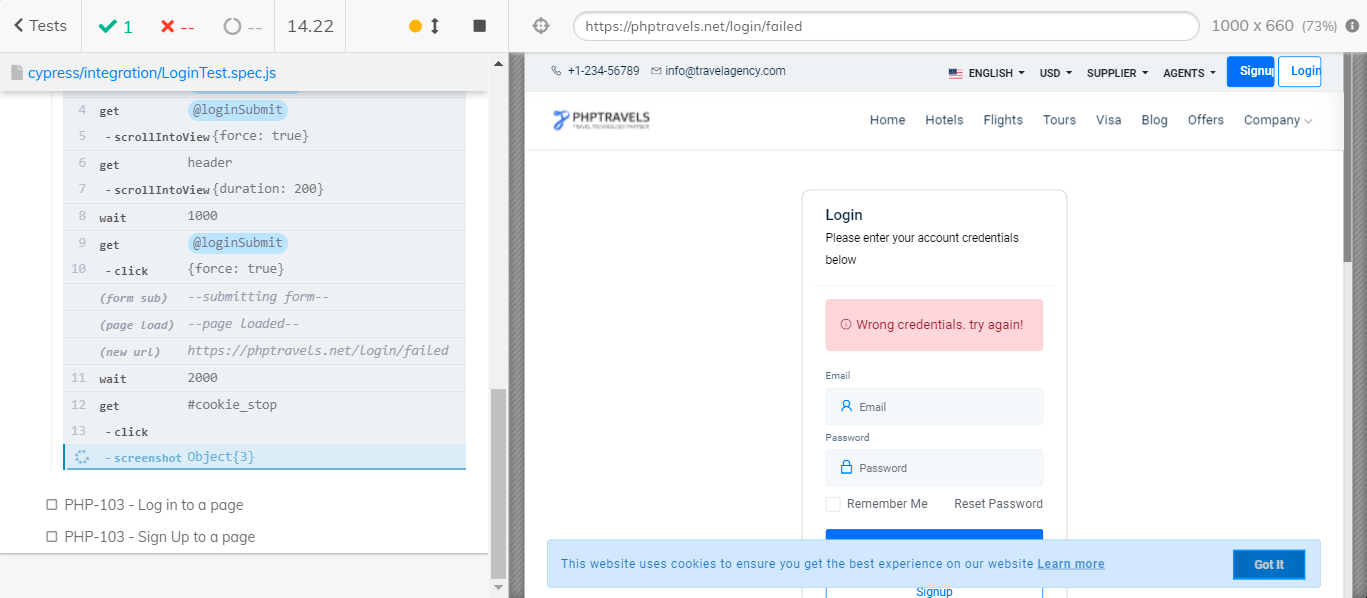 Tests
1
--
--
14.22
https://phptravels.net/login/failed
1000 x 660 (73%)
cypress/integration/LoginTest.spec.js
4 get @loginSubmit
5 - scrollIntoView {force: true}
6 get header
7 - scrollIntoView {duration: 200}
8 wait 1000
9 get @loginSubmit
10 - click {force: true}
(form sub) --submitting form--
(page load) --page loaded--
(new url) https://phptravels.net/login/failed
11 wait 2000
12 get #cookie_stop
13 - click
- screenshot Object{3}
PHP-103 - Log in to a page
PHP-103 - Sign Up to a page
+1-234-56789 info@travelagency.com
ENGLISH USD SUPPLIER AGENTS Signup Login
PHPTRAVELS
TRAVEL TECHNOLOGY PARTNER
Home Hotels Flights Tours Visa Blog Offers Company
Login
Please enter your account credentials
below
Wrong credentials. try again!
Email
Email
Password
Password
Remember Me Reset Password
This website uses cookies to ensure you get the best experience on our website Learn more Got It
Signup